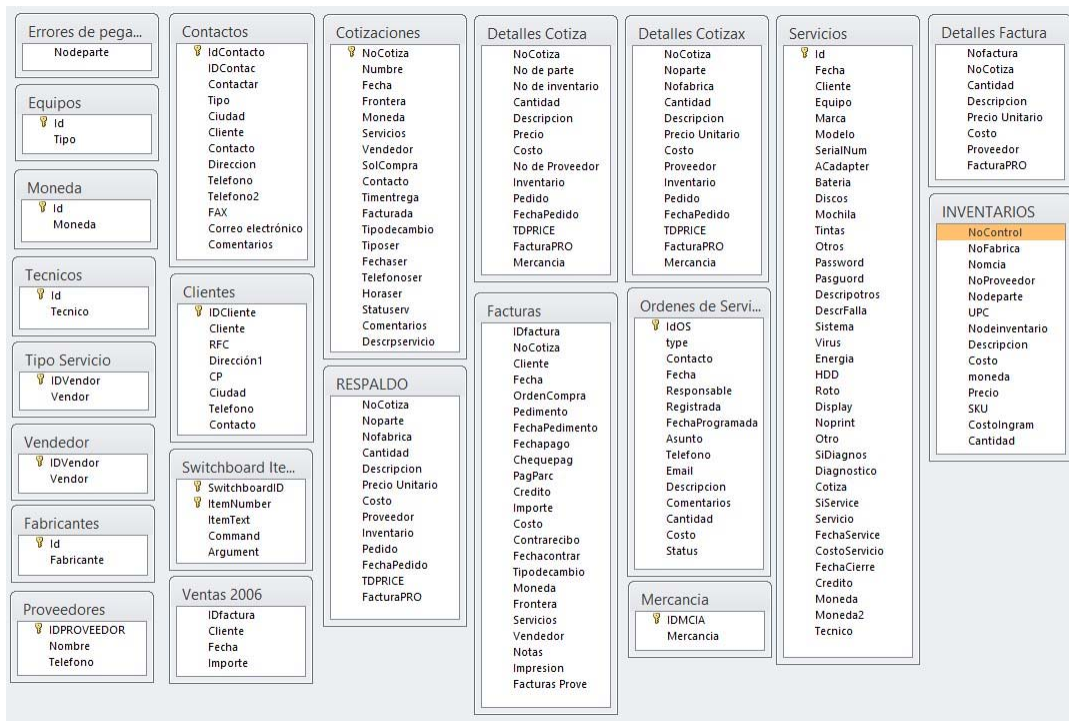 Errores de pega...
Nodeparte
Equipos
Id
Tipo
Moneda
Id
Moneda
Tecnicos
Id
Tecnico
Tipo Servicio
IDVendor
Vendor
Vendedor
IDVendor
Vendor
Fabricantes
Id
Fabricante
Proveedores
IDPROVEEDOR
Nombre
Telefono
Contactos
IdContacto
IDContac
Contactar
Tipo
Ciudad
Cliente
Contacto
Direccion
Telefono
Telefono2
FAX
Correo electrónico
Comentarios
Clientes
IDCliente
Cliente
RFC
Dirección1
CP
Ciudad
Telefono
Contacto
Switchboard Ite...
SwitchboardID
ItemNumber
ItemText
Command
Argument
Ventas 2006
IDfactura
Cliente
Fecha
Importe
Cotizaciones
NoCotiza
Numbre
Fecha
Frontera
Moneda
Servicios
Vendedor
SolCompra
Contacto
Timentrega
Facturada
Tipodecambio
Tiposer
Fechaser
Telefonoser
Horaser
Statuserv
Comentarios
Descrpservicio
RESPALDO
NoCotiza
Noparte
Nofabrica
Cantidad
Descripcion
Precio Unitario
Costo
Proveedor
Inventario
Pedido
FechaPedido
TDPRICE
FacturaPRO
Detalles Cotiza
NoCotiza
No de parte
No de inventario
Cantidad
Descripcion
Precio
Costo
No de Proveedor
Inventario
Pedido
FechaPedido
TDPRICE
FacturaPRO
Mercancia
Facturas
IDfactura
NoCotiza
Cliente
Fecha
OrdenCompra
Pedimento
FechaPedimento
Fechapago
Chequepag
PagParc
Credito
Importe
Costo
Contrarecibo
Fechacontrar
Tipodecambio
Moneda
Frontera
Servicios
Vendedor
Notas
Impresion
Facturas Prove
Detalles Cotizax
NoCotiza
Noparte
Nofabrica
Cantidad
Descripcion
Precio Unitario
Costo
Proveedor
Inventario
Pedido
FechaPedido
TDPRICE
FacturaPRO
Mercancia
Ordenes de Servi...
IdOS
type
Contacto
Fecha
Responsable
Registrada
FechaProgramada
Asunto
Telefono
Email
Descripcion
Comentarios
Cantidad
Costo
Status
Mercancia
IDMCIA
Mercancia
Servicios
Id
Fecha
Cliente
Equipo
Marca
Modelo
SerialNum
ACadapter
Bateria
Discos
Mochila
Tintas
Otros
Password
Pasguord
Descripotros
DescrFalla
Sistema
Virus
Energia
HDD
Roto
Display
Noprint
Otro
SiDiagnos
Diagnostico
Cotiza
SiService
Servicio
FechaService
CostoServicio
FechaCierre
Credito
Moneda
Moneda2
Tecnico
Detalles Factura
Nofactura
NoCotiza
Cantidad
Descripcion
Precio Unitario
Costo
Proveedor
FacturaPRO
INVENTARIOS
NoControl
NoFabrica
Nomcia
NoProveedor
Nodeparte
UPC
Nodeinventario
Descripcion
Costo
moneda
Precio
SKU
CostoIngram
Cantidad